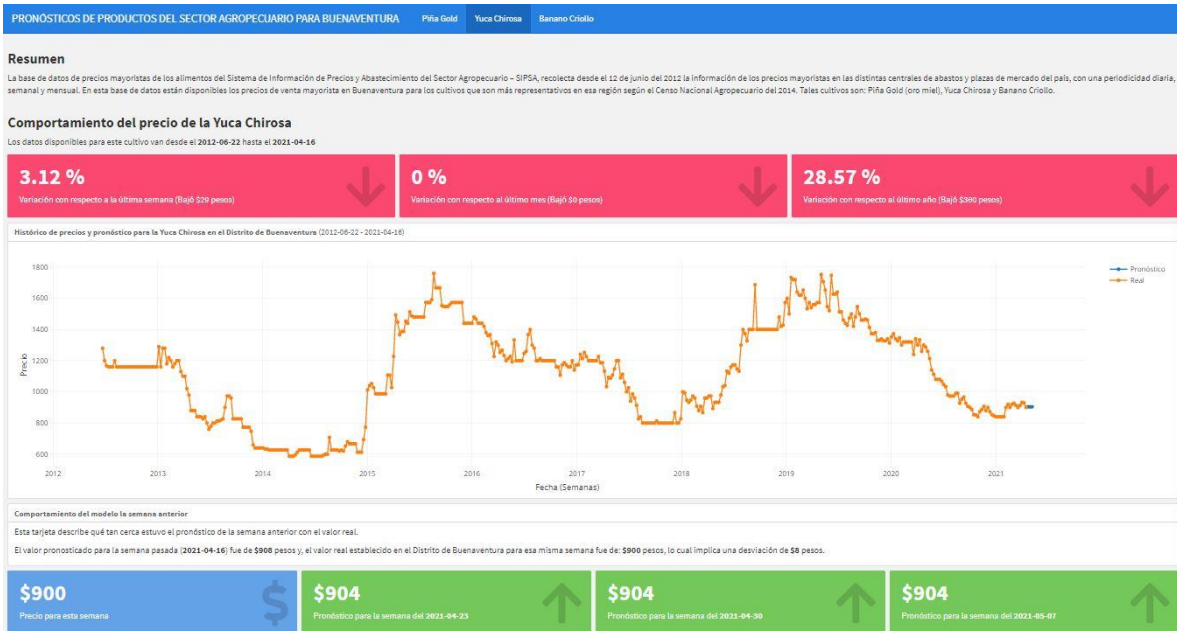 PRONÓSTICOS DE PRODUCTOS DEL SECTOR AGROPECUARIO PARA BUENAVENTURA Piña Gold Yuca Chirosa Banano Criollo
Resumen
La base de datos de precios mayoristas de los alimentos del Sistema de Información de Precios y Abastecimiento del Sector Agropecuario – SIPSA, recolecta desde el 12 de junio del 2012 la información de los precios mayoristas en las distintas centrales de abastos y plazas de mercado del país, con una periodicidad diaria,
semanal y mensual. En esta base de datos están disponibles los precios de venta mayorista en Buenaventura para los cultivos que son más representativos en esa región según el Censo Nacional Agropecuario del 2014. Tales cultivos son: Piña Gold (oro miel), Yuca Chirosa y Banano Criollo.
Comportamiento del precio de la Yuca Chirosa
Los datos disponibles para este cultivo van desde el 2012-06-22 hasta el 2021-04-16
3.12 % 0 % 28.57 %
Variación con respecto a la última semana (Bajó $29 pesos) Variación con respecto al último mes (Bajó $0 pesos) Variación con respecto al último año (Bajó $360 pesos)
Histórico de precios y pronóstico para la Yuca Chirosa en el Distrito de Buenaventura (2012-06-22 - 2021-04-16)
1800
1600
1400
1200
1000
800
600
Precio
2012 2013 2014 2015 2016 2017 2018 2019 2020 2021
Fecha (Semanas)
Pronóstico
Real
Comportamiento del modelo la semana anterior
Esta tarjeta describe qué tan cerca estuvo el pronóstico de la semana anterior con el valor real.
El valor pronosticado para la semana pasada (2021-04-16) fue de $908 pesos y, el valor real establecido en el Distrito de Buenaventura para esa misma semana fue de: $900 pesos, lo cual implica una desviación de $8 pesos.
$900 $904 $904 $904
Precio para esta semana Pronóstico para la semana del 2021-04-23 Pronóstico para la semana del 2021-04-30 Pronóstico para la semana del 2021-05-07